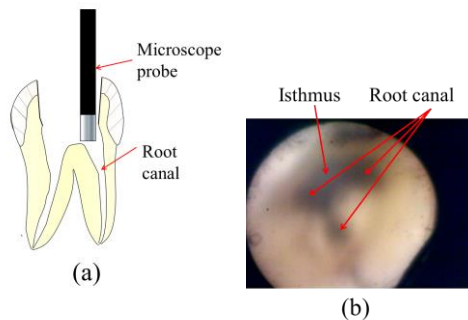 Microscope
probe
Root
canal
(a)
Isthmus
Root canal
(b)